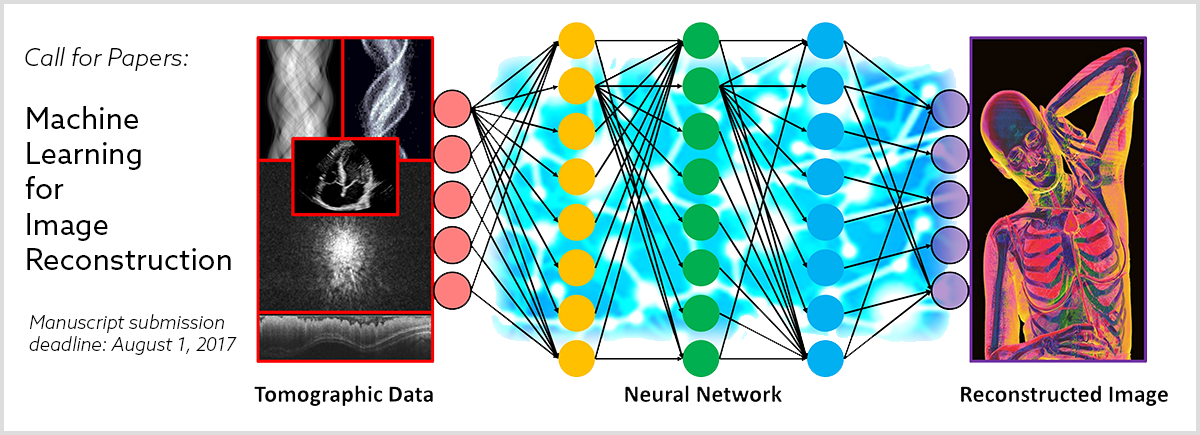 Call for Papers:
Machine
Learning
for
Image
Reconstruction
Manuscript submission
deadline: August 1, 2017
Tomographic Data
Neural Network
Reconstructed Image